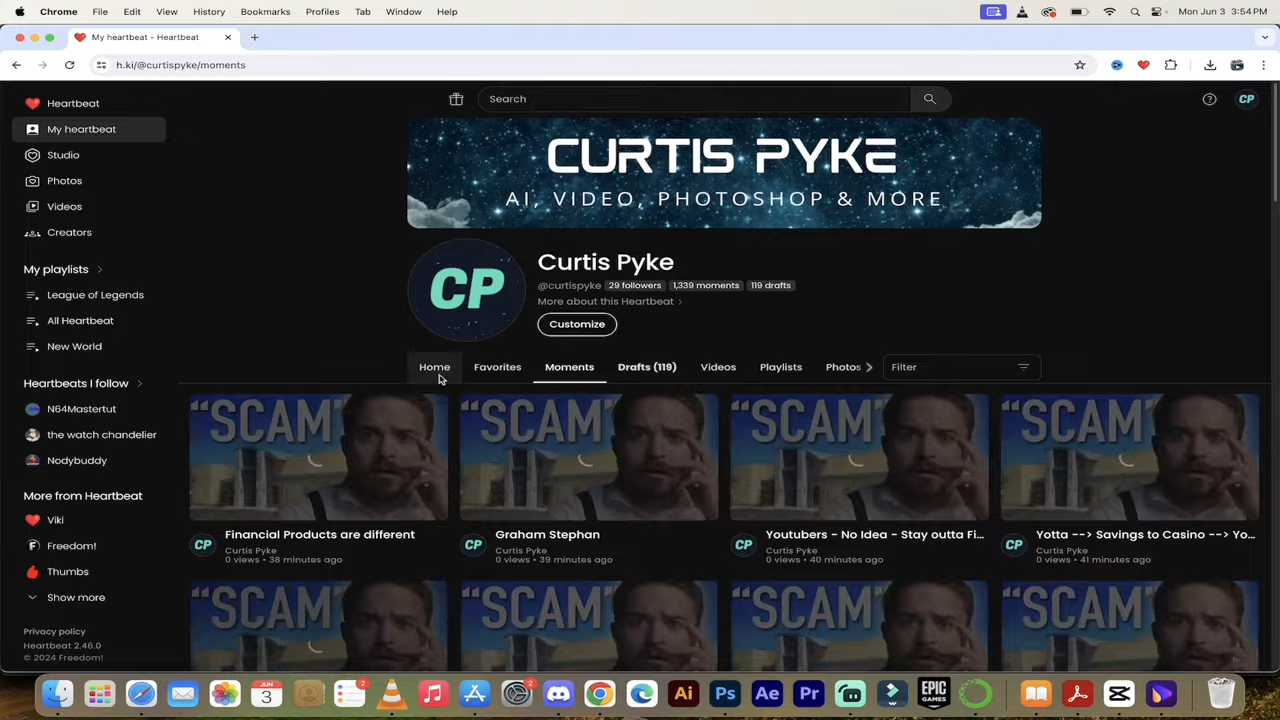 Chrome File Edit View History Bookmarks Profiles Tab Window Help Mon Jun 3 3:54 PM
My heartbeat - Heartbeat
h.ki/@curtispyke/moments
Heartbeat
My heartbeat
Studio
Photos
Videos
Creators
My playlists
League of Legends
All Heartbeat
New World
Heartbeats I follow
N64Mastertut
the watch chandelier
Nodybuddy
More from Heartbeat
Viki
Freedom!
Thumbs
Show more
Privacy policy
Heartbeat 2.46.0
© 2024 Freedom!
Search
CP
CURTIS PYKE
AI, VIDEO, PHOTOSHOP & MORE
CP
Curtis Pyke
@curtispyke 29 followers 1,339 moments 119 drafts
More about this Heartbeat
Customize
Home Favorites Moments Drafts (119) Videos Playlists Photos Filter
"SCAM" "SCAM" "SCAM" "SCAM"
CP Financial Products are different
Curtis Pyke
0 views • 38 minutes ago
CP Graham Stephan
Curtis Pyke
0 views • 39 minutes ago
CP Youtubers - No Idea - Stay outta Fi...
Curtis Pyke
0 views • 40 minutes ago
CP Yotta --> Savings to Casino --> Yo...
Curtis Pyke
0 views • 41 minutes ago
"SCAM" "SCAM" "SCAM" "SCAM"
JUN
3
2
2
Ai Ps Ae Pr
EPIC
GAMES